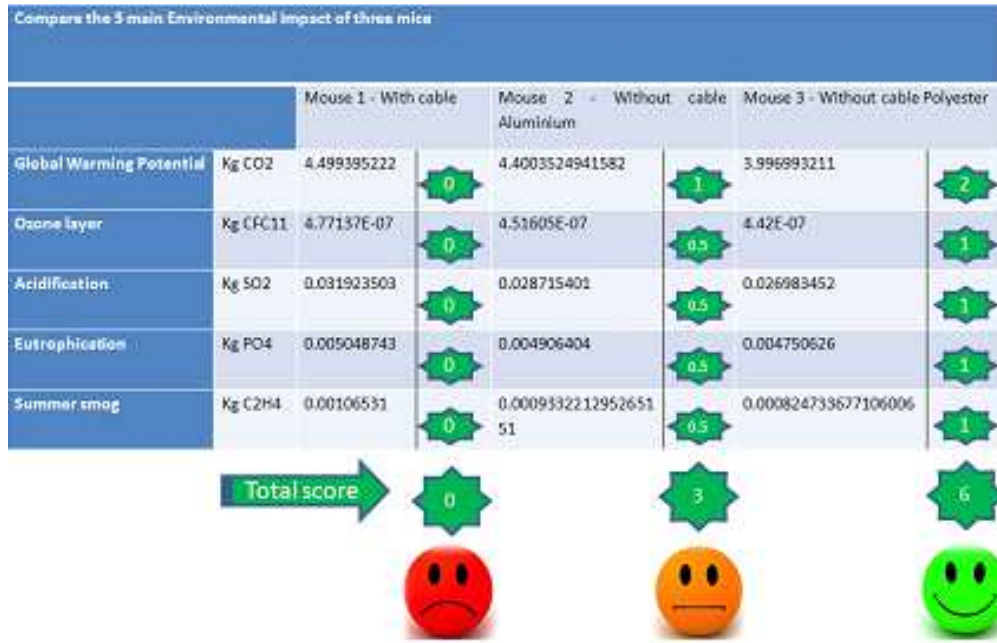 Compare the 5 main Environmental Impact of three mice
Mouse 1 - With cable
Mouse 2 - Without cable
Aluminium
Mouse 3 - Without cable Polyester
Global Warming Potential Kg CO2 4.499395222 0 4.4003524941582 1 3.996993211 2
Ozone layer Kg CFC11 4.77137E-07 0 4.51605E-07 0.5 4.42E-07 1
Acidification Kg SO2 0.031923503 0 0.028715401 0.5 0.026983452 1
Eutrophication Kg PO4 0.005048743 0 0.004906404 0.5 0.004750626 1
Summer smog Kg C2H4 0.00106531 0 0.0009332212952651 0.5 0.000824733677106006 1
51
Total score 0 3 6